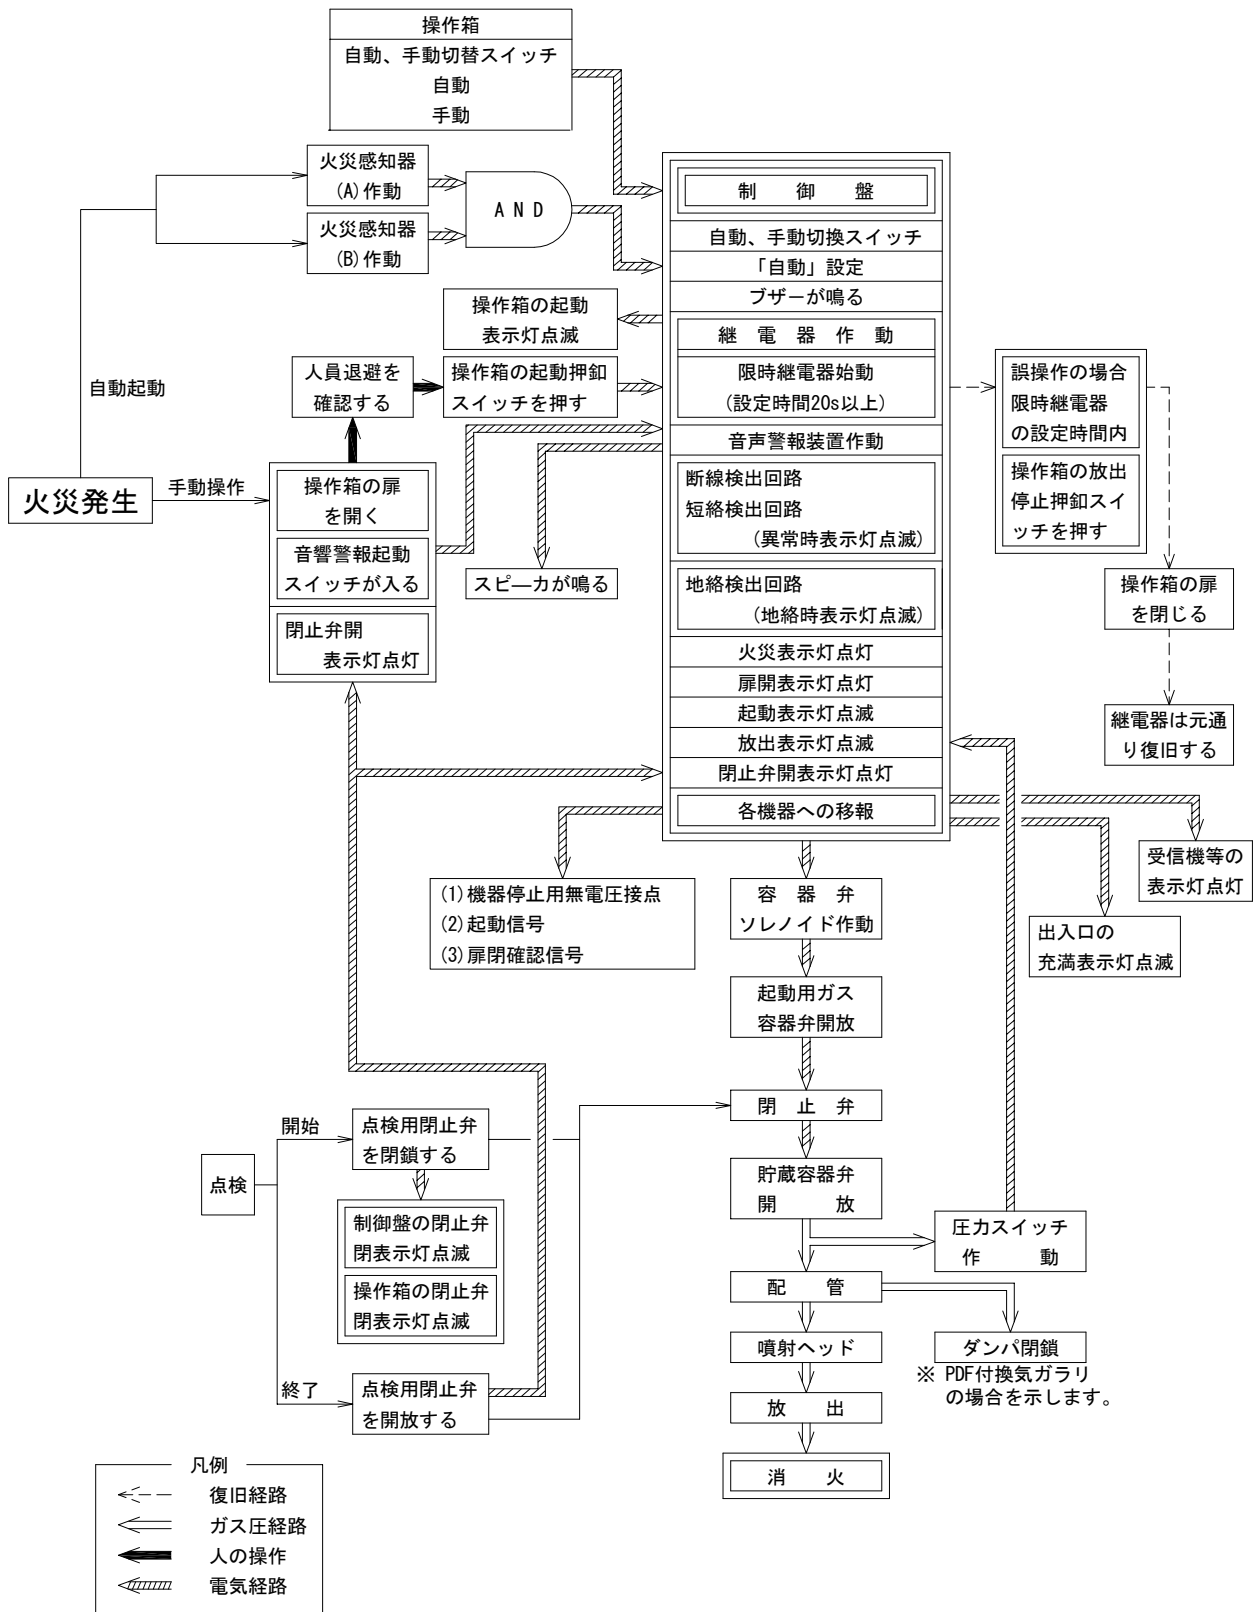 操作箱
自動、手動切替スイッチ
自動
手動
火災感知器
(A)作動
火災感知器
(B)作動
AND
制御盤
自動、手動切換スイッチ
「自動」設定
ブザーが鳴る
継電器作動
限時継電器始動
(設定時間20s以上)
音声警報装置作動
断線検出回路
短絡検出回路
(異常時表示灯点滅)
地絡検出回路
(地絡時表示灯点滅)
火災表示灯点灯
扉開表示灯点灯
起動表示灯点滅
放出表示灯点滅
閉止弁開表示灯点灯
各機器への移報
操作箱の起動
表示灯点滅
自動起動
人員退避を
確認する
操作箱の起動押釦
スイッチを押す
火災発生
手動操作
操作箱の扉
を開く
音響警報起動
スイッチが入る
閉止弁開
表示灯点灯
スピ―カが鳴る
誤操作の場合
限時継電器
の設定時間内
操作箱の放出
停止押釦スイ
ッチを押す
操作箱の扉
を閉じる
継電器は元通
り復旧する
受信機等の
表示灯点灯
出入口の
充満表示灯点滅
(1)機器停止用無電圧接点
(2)起動信号
(3)扉閉確認信号
容器弁
ソレノイド作動
起動用ガス
容器弁開放
閉止弁
貯蔵容器弁
開放
圧力スイッチ
作動
配管
噴射ヘッド
ダンパ閉鎖
※ PDF付換気ガラリ
の場合を示します。
放出
消火
点検
開始
点検用閉止弁
を閉鎖する
制御盤の閉止弁
閉表示灯点滅
操作箱の閉止弁
閉表示灯点滅
終了
点検用閉止弁
を開放する
凡例
復旧経路
ガス圧経路
人の操作
電気経路